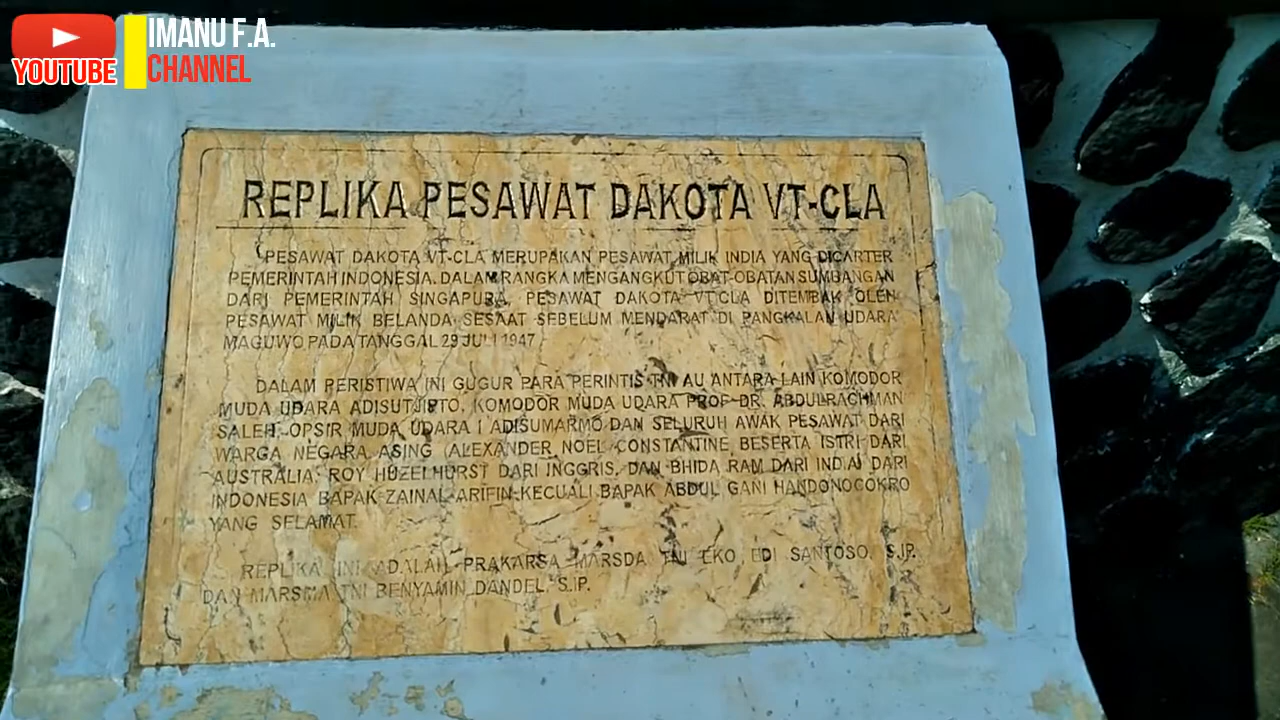 YOUTUBE
IMANU F.A.
CHANNEL
REPLIKA PESAWAT DAKOTA VT-CLA
PESAWAT DAKOTA VT-CLA MERUPAKAN PESAWAT MILIK INDIA YANG DICARTER
PEMERINTAH INDONESIA. DALAM RANGKA MENGANGKUT OBAT-OBATAN SUMBANGAN
DARI PEMERINTAH SINGAPURA, PESAWAT DAKOTA VT-CLA DITEMBAK OLEH
PESAWAT MILIK BELANDA SESAAT SEBELUM MENDARAT DI PANGKALAN UDARA
MAGUWO PADA TANGGAL 29 JULI 1947.
DALAM PERISTIWA INI GUGUR PARA PERINTIS TNI AU ANTARA LAIN KOMODOR
MUDA UDARA ADISUTJIPTO, KOMODOR MUDA UDARA PROF. DR. ABDULRACHMAN
SALEH, OPSIR MUDA UDARA I ADISUMARMO DAN SELURUH AWAK PESAWAT DARI
WARGA NEGARA ASING (ALEXANDER NOEL CONSTANTINE BESERTA ISTRI DARI
AUSTRALIA, ROY HUZELHURST DARI INGGRIS, DAN BHIDA RAM DARI INDIA) DARI
INDONESIA BAPAK ZAINAL ARIFIN KECUALI BAPAK ABDUL GANI HANDONOCOKRO
YANG SELAMAT.
REPLIKA INI ADALAH PRAKARSA MARSDA TNI EKO EDI SANTOSO, S.IP.
DAN MARSMA TNI BENYAMIN DANDEL, S.IP.